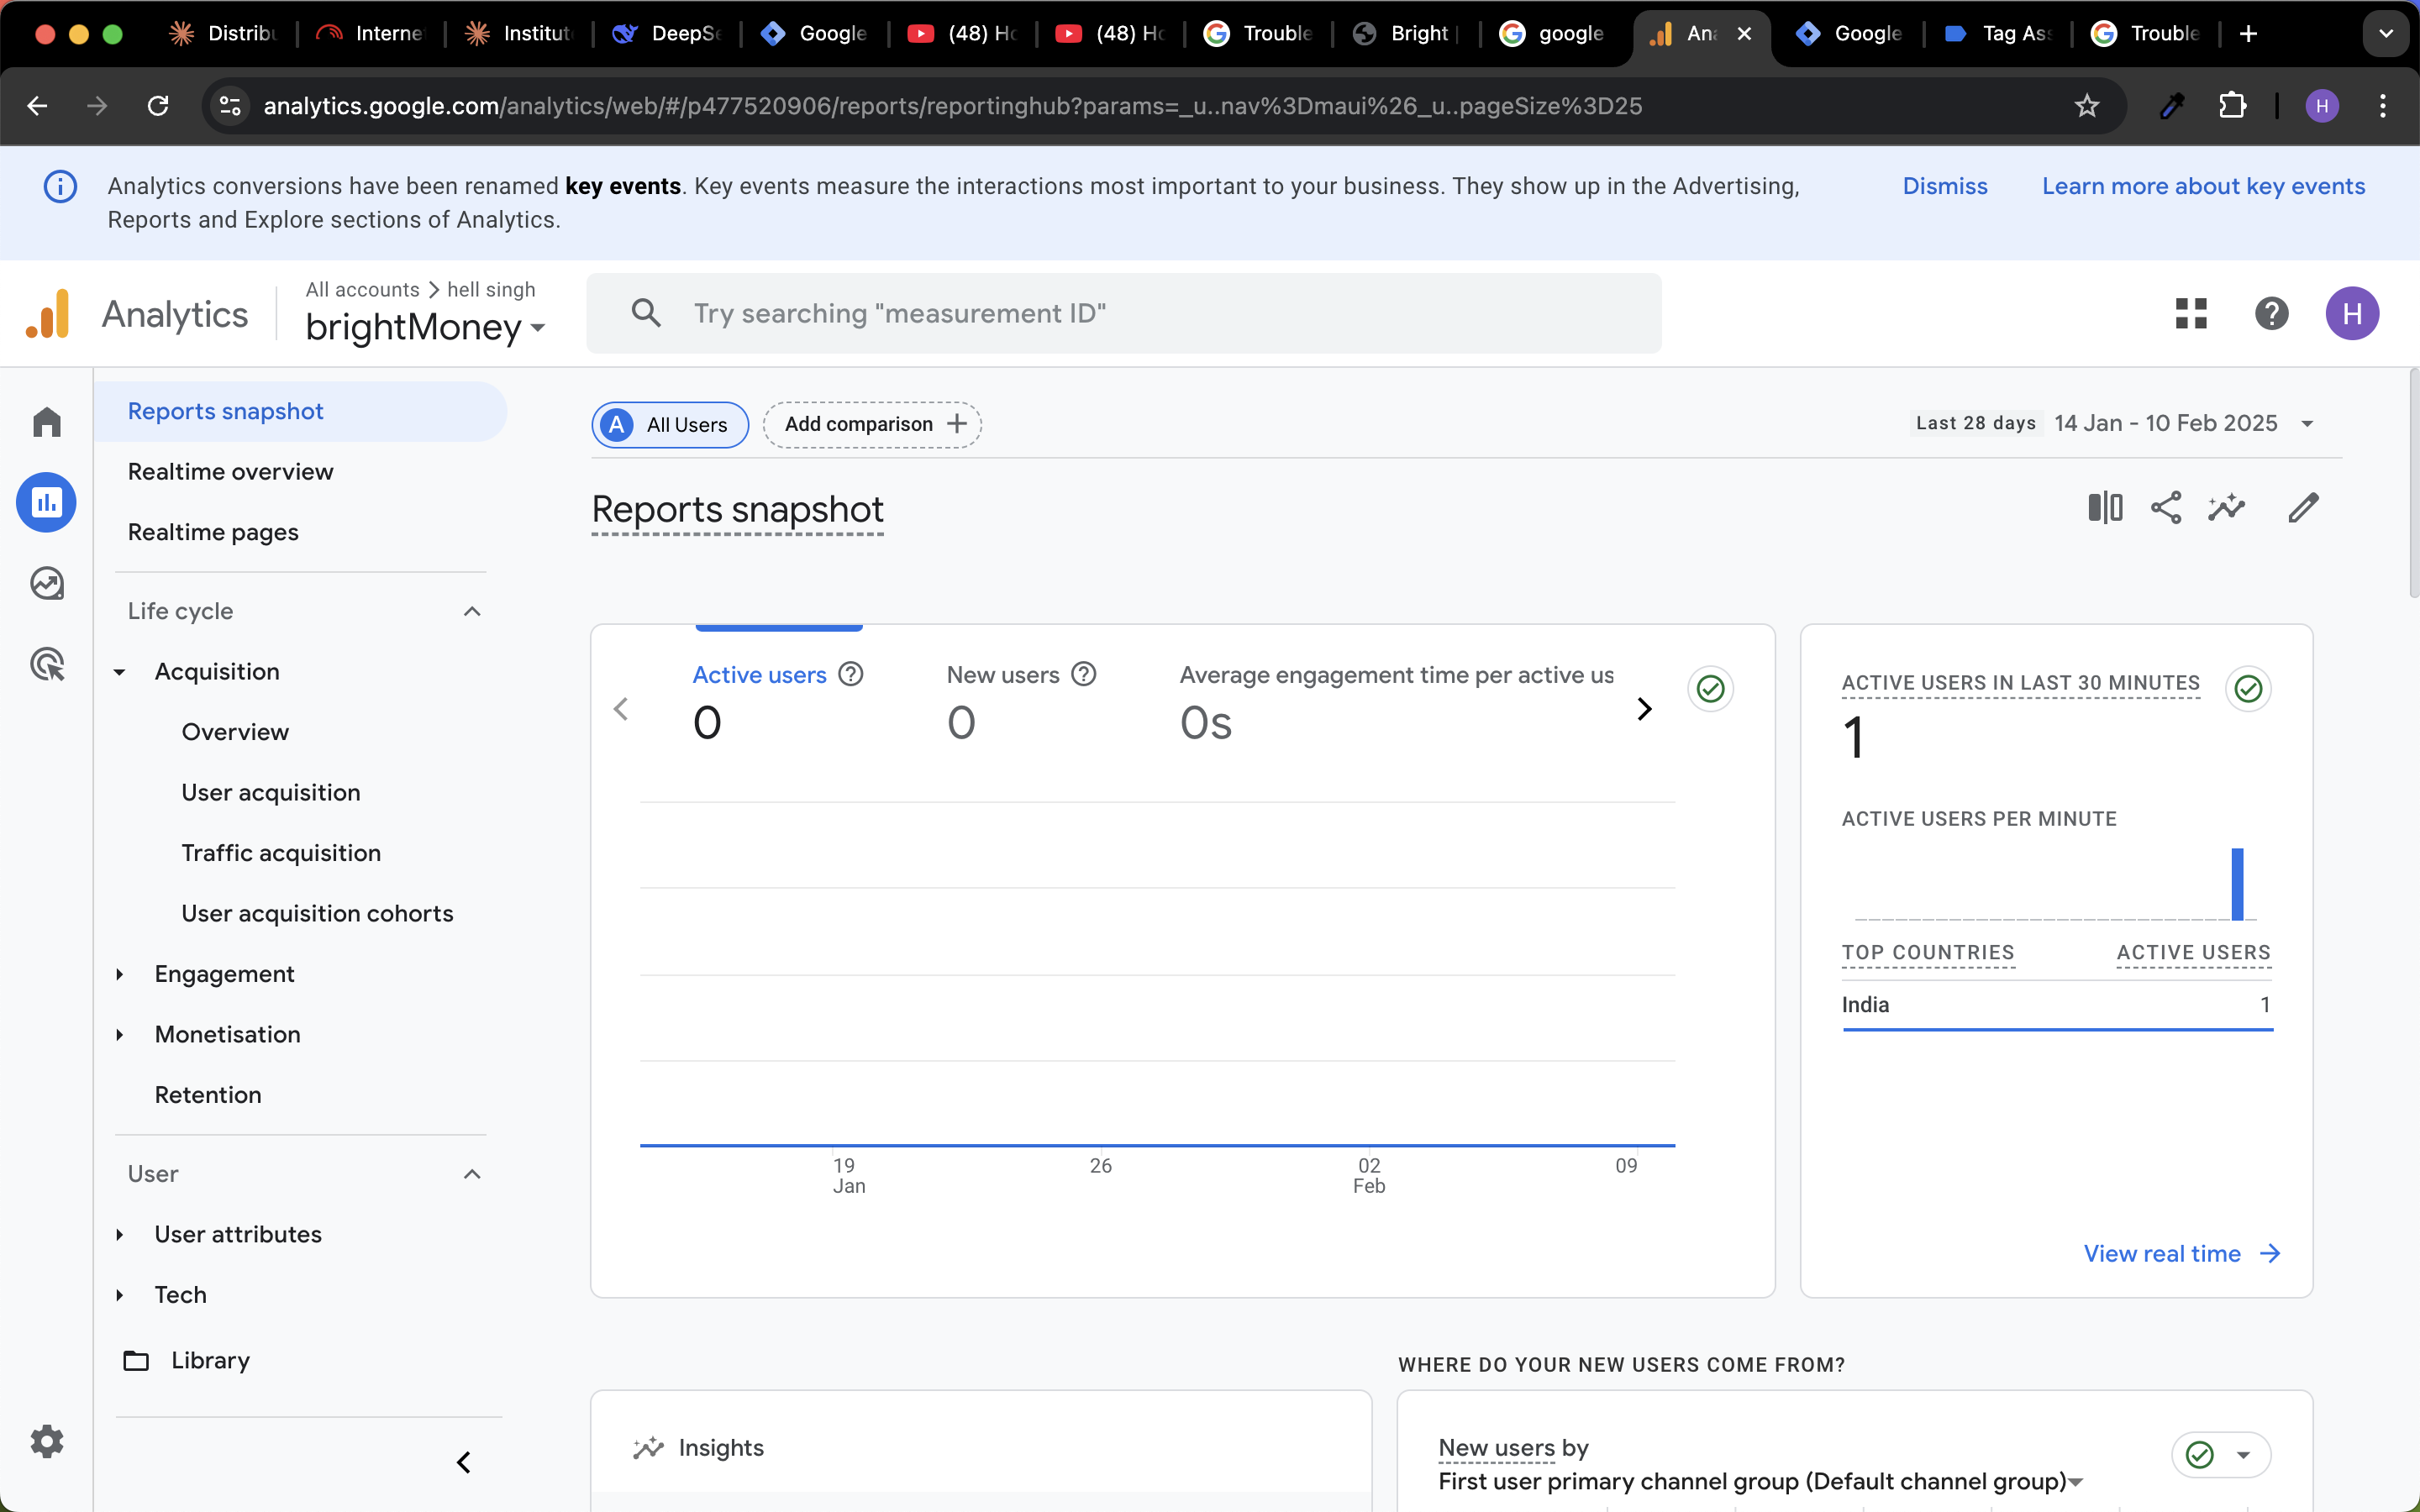 Distribu
Internet
Institut
DeepSe
Google
(48) Ho
(48) Ho
Trouble
Bright |
google
Ana
Google
Tag Ass
Trouble
analytics.google.com/analytics/web/#/p477520906/reports/reportinghub?params=_u..nav%3Dmaui%26_u..pageSize%3D25
H
Analytics conversions have been renamed key events. Key events measure the interactions most important to your business. They show up in the Advertising,
Reports and Explore sections of Analytics.
Dismiss
Learn more about key events
Analytics
All accounts > hell singh
brightMoney
Try searching "measurement ID"
H
Reports snapshot
Realtime overview
Realtime pages
Life cycle
Acquisition
Overview
User acquisition
Traffic acquisition
User acquisition cohorts
Engagement
Monetisation
Retention
User
User attributes
Tech
Library
A All Users
Add comparison +
Last 28 days 14 Jan - 10 Feb 2025
Reports snapshot
Active users
0
New users
0
Average engagement time per active us
0s
19
Jan
26
02
Feb
09
ACTIVE USERS IN LAST 30 MINUTES
1
ACTIVE USERS PER MINUTE
TOP COUNTRIES ACTIVE USERS
India 1
View real time
Insights
WHERE DO YOUR NEW USERS COME FROM?
New users by
First user primary channel group (Default channel group)